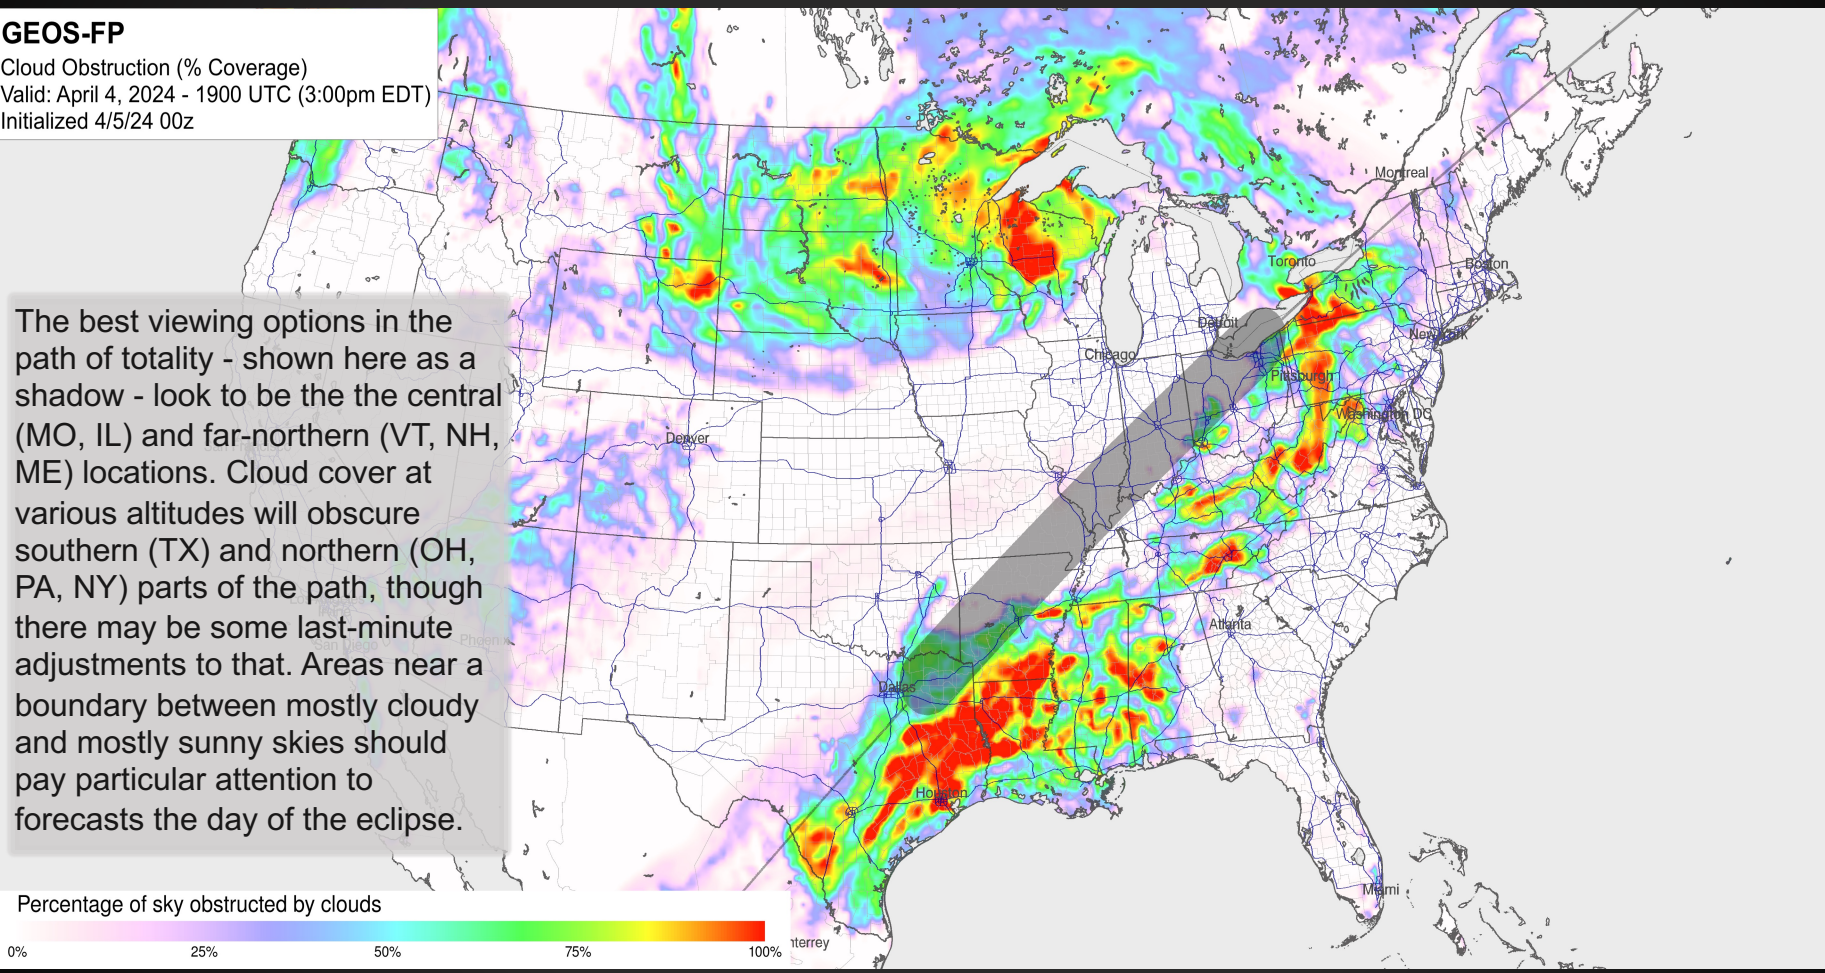 GEOS-FP
Cloud Obstruction (% Coverage)
Valid: April 4, 2024 - 1900 UTC (3:00pm EDT)
Initialized 4/5/24 00z
Montreal
Toronto
Boston
Detroit
New York
Chicago
Pittsburgh
Washington DC
Denver
The best viewing options in the
path of totality - shown here as a
shadow - look to be the the central
(MO, IL) and far-northern (VT, NH,
ME) locations. Cloud cover at
various altitudes will obscure
southern (TX) and northern (OH,
PA, NY) parts of the path, though
there may be some last-minute
adjustments to that. Areas near a
boundary between mostly cloudy
and mostly sunny skies should
pay particular attention to
forecasts the day of the eclipse.
San Francisco
San Diego
Phoenix
Atlanta
Dallas
Houston
Miami
nterrey
Percentage of sky obstructed by clouds
0% 25% 50% 75% 100%